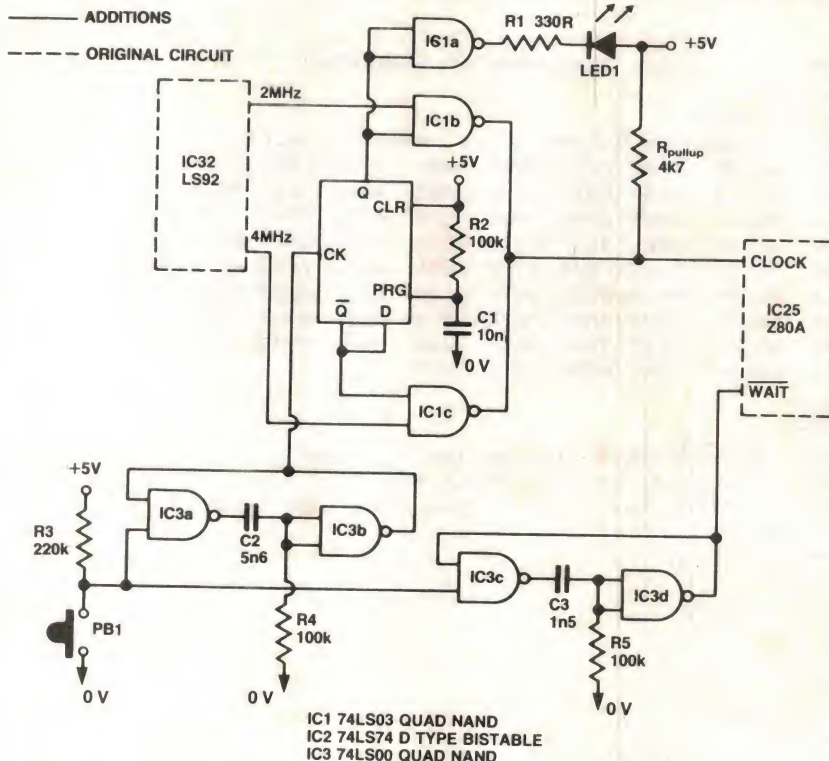 ADDITIONS
ORIGINAL CIRCUIT
IS1a
R1 330R
LED1
+5V
2MHz
IC1b
IC32
LS92
+5V
Rpullup
4k7
Q
CLR
R2
100k
4MHz
CK
CLOCK
PRG
IC25
Z80A
Q
D
C1
10n
0 V
WAIT
IC1c
+5V
IC3a
IC3b
R3
220k
C2
5n6
IC3c
IC3d
C3
1n5
PB1
R4
100k
R5
100k
0 V
0 V
0 V
IC1 74LS03 QUAD NAND
IC2 74LS74 D TYPE BISTABLE
IC3 74LS00 QUAD NAND